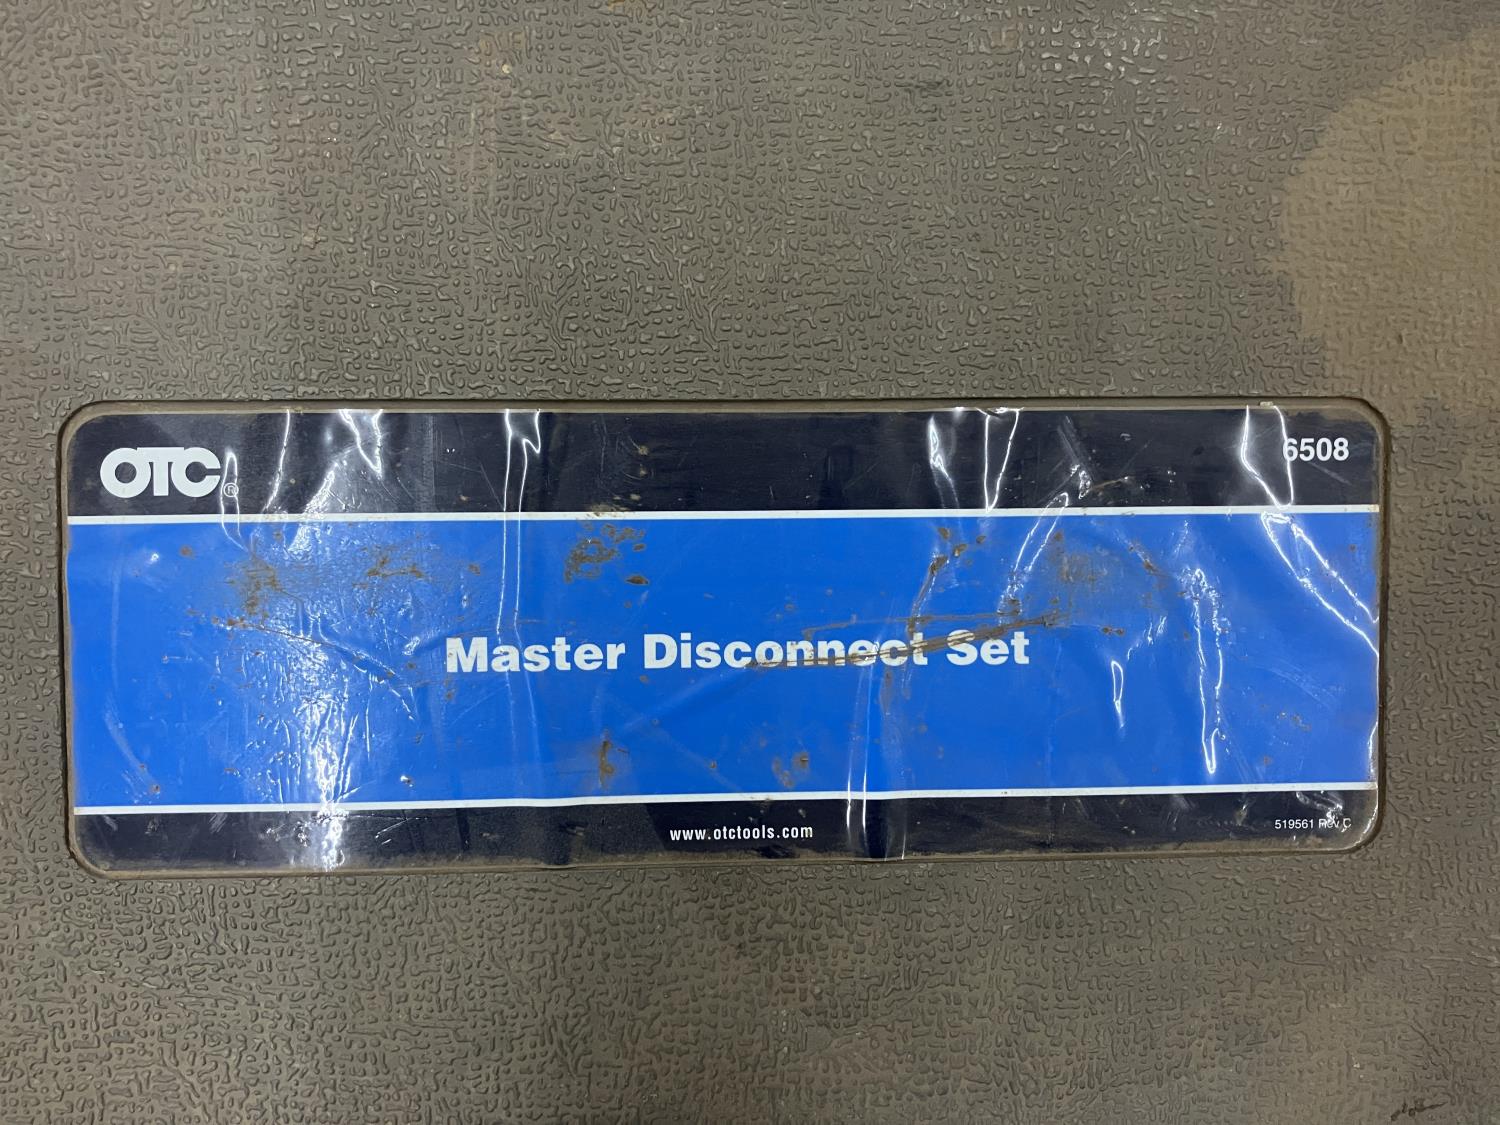 OTC®
6508
Master Disconnect Set
www.otctools.com
519561 Rev C